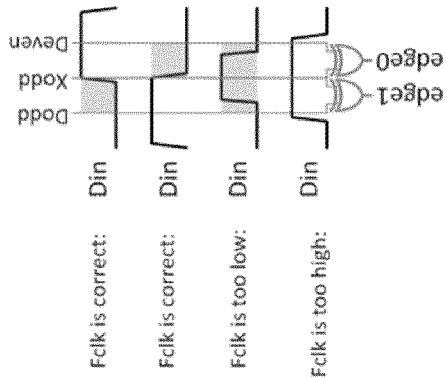 Deven
Xodd
Dodd
Fclk is correct: Din
Fclk is correct: Din
Fclk is too low: Din
Fclk is too high: Din
edge0
edge1